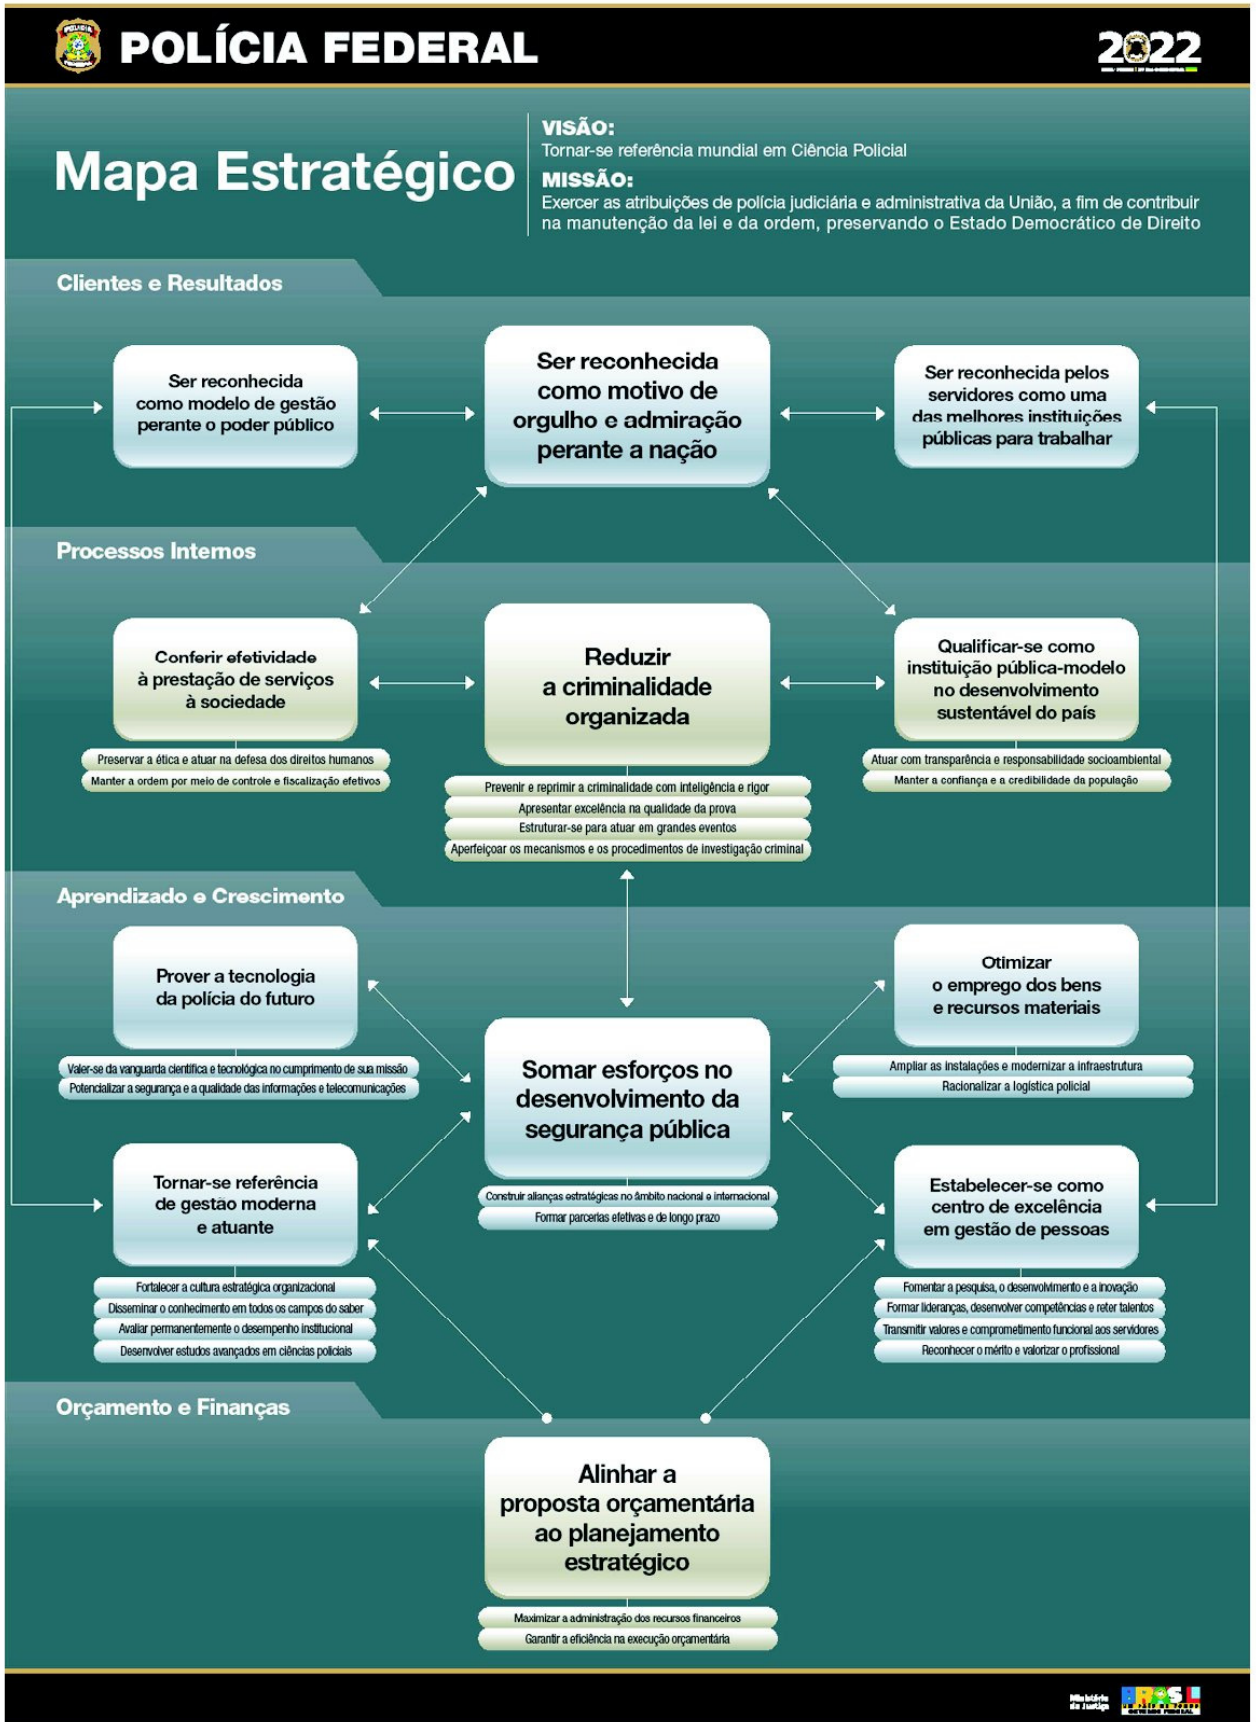 POLÍCIA FEDERAL
2022
Mapa Estratégico
VISÃO:
Tornar-se referência mundial em Ciência Policial
MISSÃO:
Exercer as atribuições de polícia judiciária e administrativa da União, a fim de contribuir
na manutenção da lei e da ordem, preservando o Estado Democrático de Direito
Clientes e Resultados
Ser reconhecida
como modelo de gestão
perante o poder público
Ser reconhecida
como motivo de
orgulho e admiração
perante a nação
Ser reconhecida pelos
servidores como uma
das melhores instituições
públicas para trabalhar
Processos Internos
Conferir efetividade
à prestação de serviços
à sociedade
Preservar a ética e atuar na defesa dos direitos humanos
Manter a ordem por meio de controle e fiscalização efetivos
Reduzir
a criminalidade
organizada
Prevenir e reprimir a criminalidade com inteligência e rigor
Apresentar excelência na qualidade da prova
Estruturar-se para atuar em grandes eventos
Aperfeiçoar os mecanismos e os procedimentos de investigação criminal
Qualificar-se como
instituição pública-modelo
no desenvolvimento
sustentável do país
Atuar com transparência e responsabilidade socioambiental
Manter a confiança e a credibilidade da população
Aprendizado e Crescimento
Prover a tecnologia
da polícia do futuro
Valer-se da vanguarda científica e tecnológica no cumprimento de sua missão
Potencializar a segurança e a qualidade das informações e telecomunicações
Otimizar
o emprego dos bens
e recursos materiais
Ampliar as instalações e modernizar a infraestrutura
Racionalizar a logística policial
Somar esforços no
desenvolvimento da
segurança pública
Construir alianças estratégicas no âmbito nacional e internacional
Formar parcerias efetivas e de longo prazo
Tornar-se referência
de gestão moderna
e atuante
Fortalecer a cultura estratégica organizacional
Disseminar o conhecimento em todos os campos do saber
Avaliar permanentemente o desempenho institucional
Desenvolver estudos avançados em ciências policiais
Estabelecer-se como
centro de excelência
em gestão de pessoas
Fomentar a pesquisa, o desenvolvimento e a inovação
Formar lideranças, desenvolver competências e reter talentos
Transmitir valores e comprometimento funcional aos servidores
Reconhecer o mérito e valorizar o profissional
Orçamento e Finanças
Alinhar a
proposta orçamentária
ao planejamento
estratégico
Maximizar a administração dos recursos financeiros
Garantir a eficiência na execução orçamentária
Ministério
da Justiça
BRASIL
GOVERNO FEDERAL